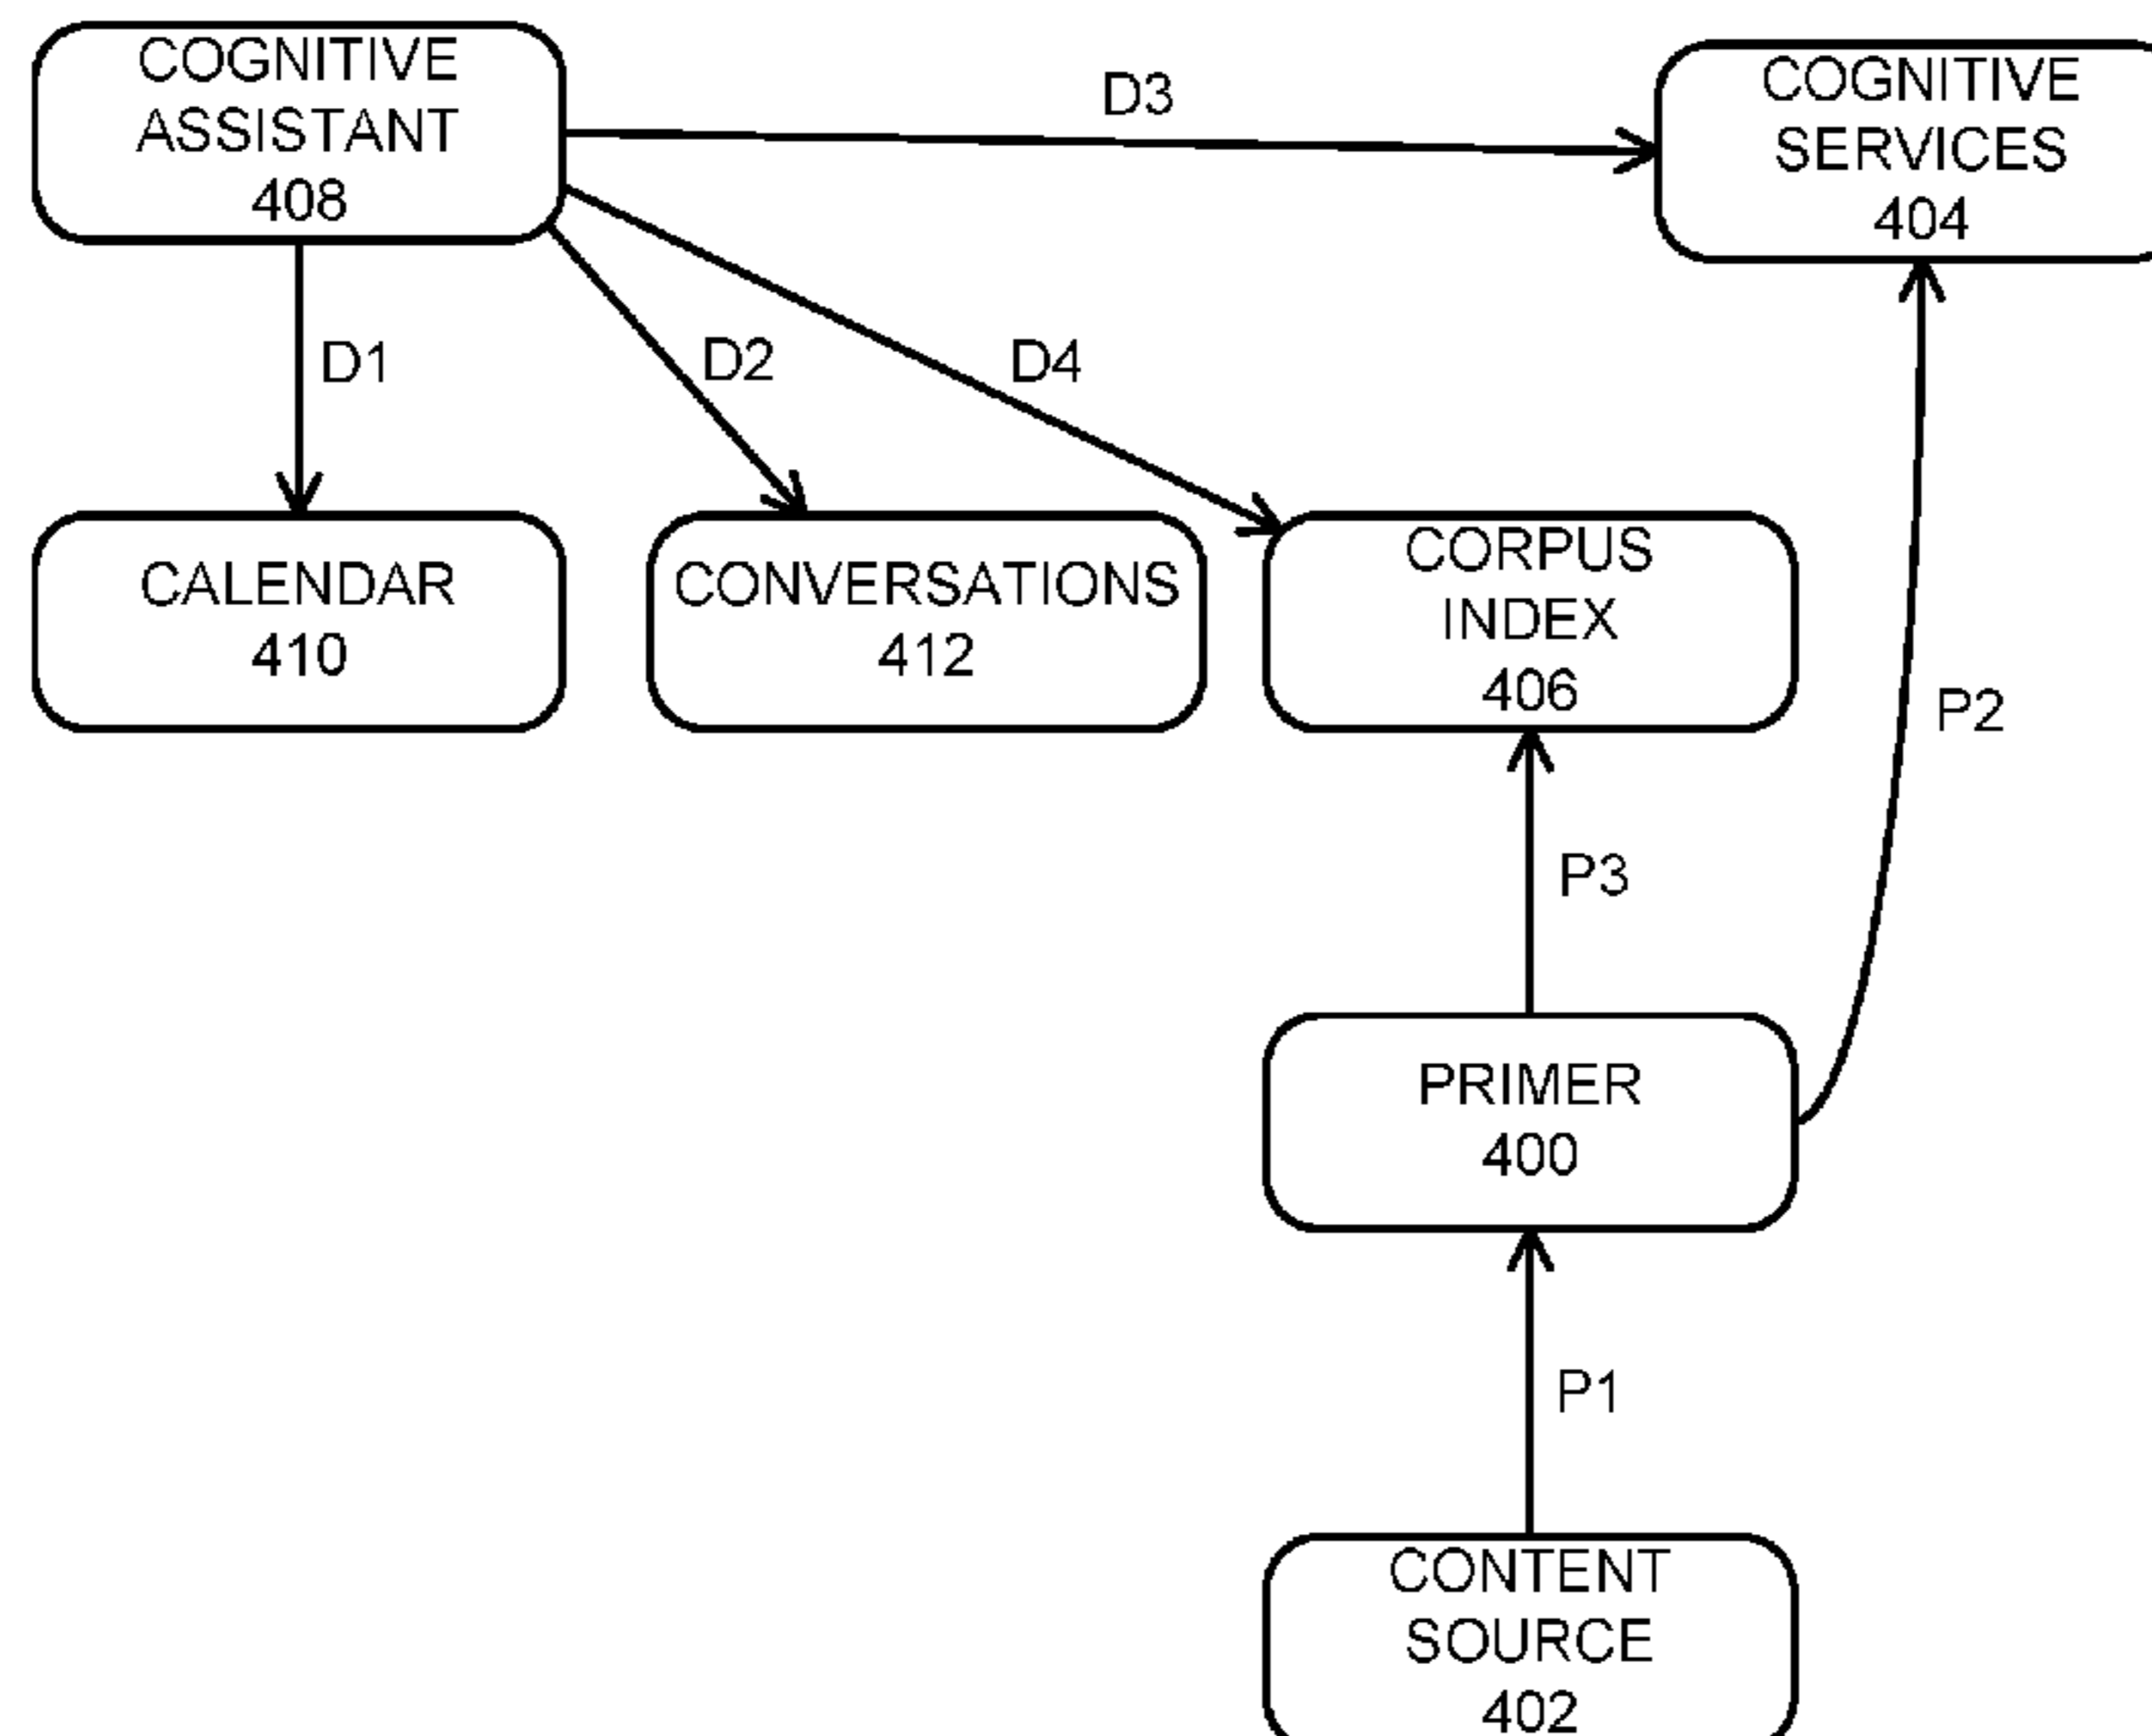 COGNITIVE
ASSISTANT
408
D3
COGNITIVE
SERVICES
404
D1
D2
D4
CALENDAR
410
CONVERSATIONS
412
CORPUS
INDEX
406
P2
P3
PRIMER
400
P1
CONTENT
SOURCE
402